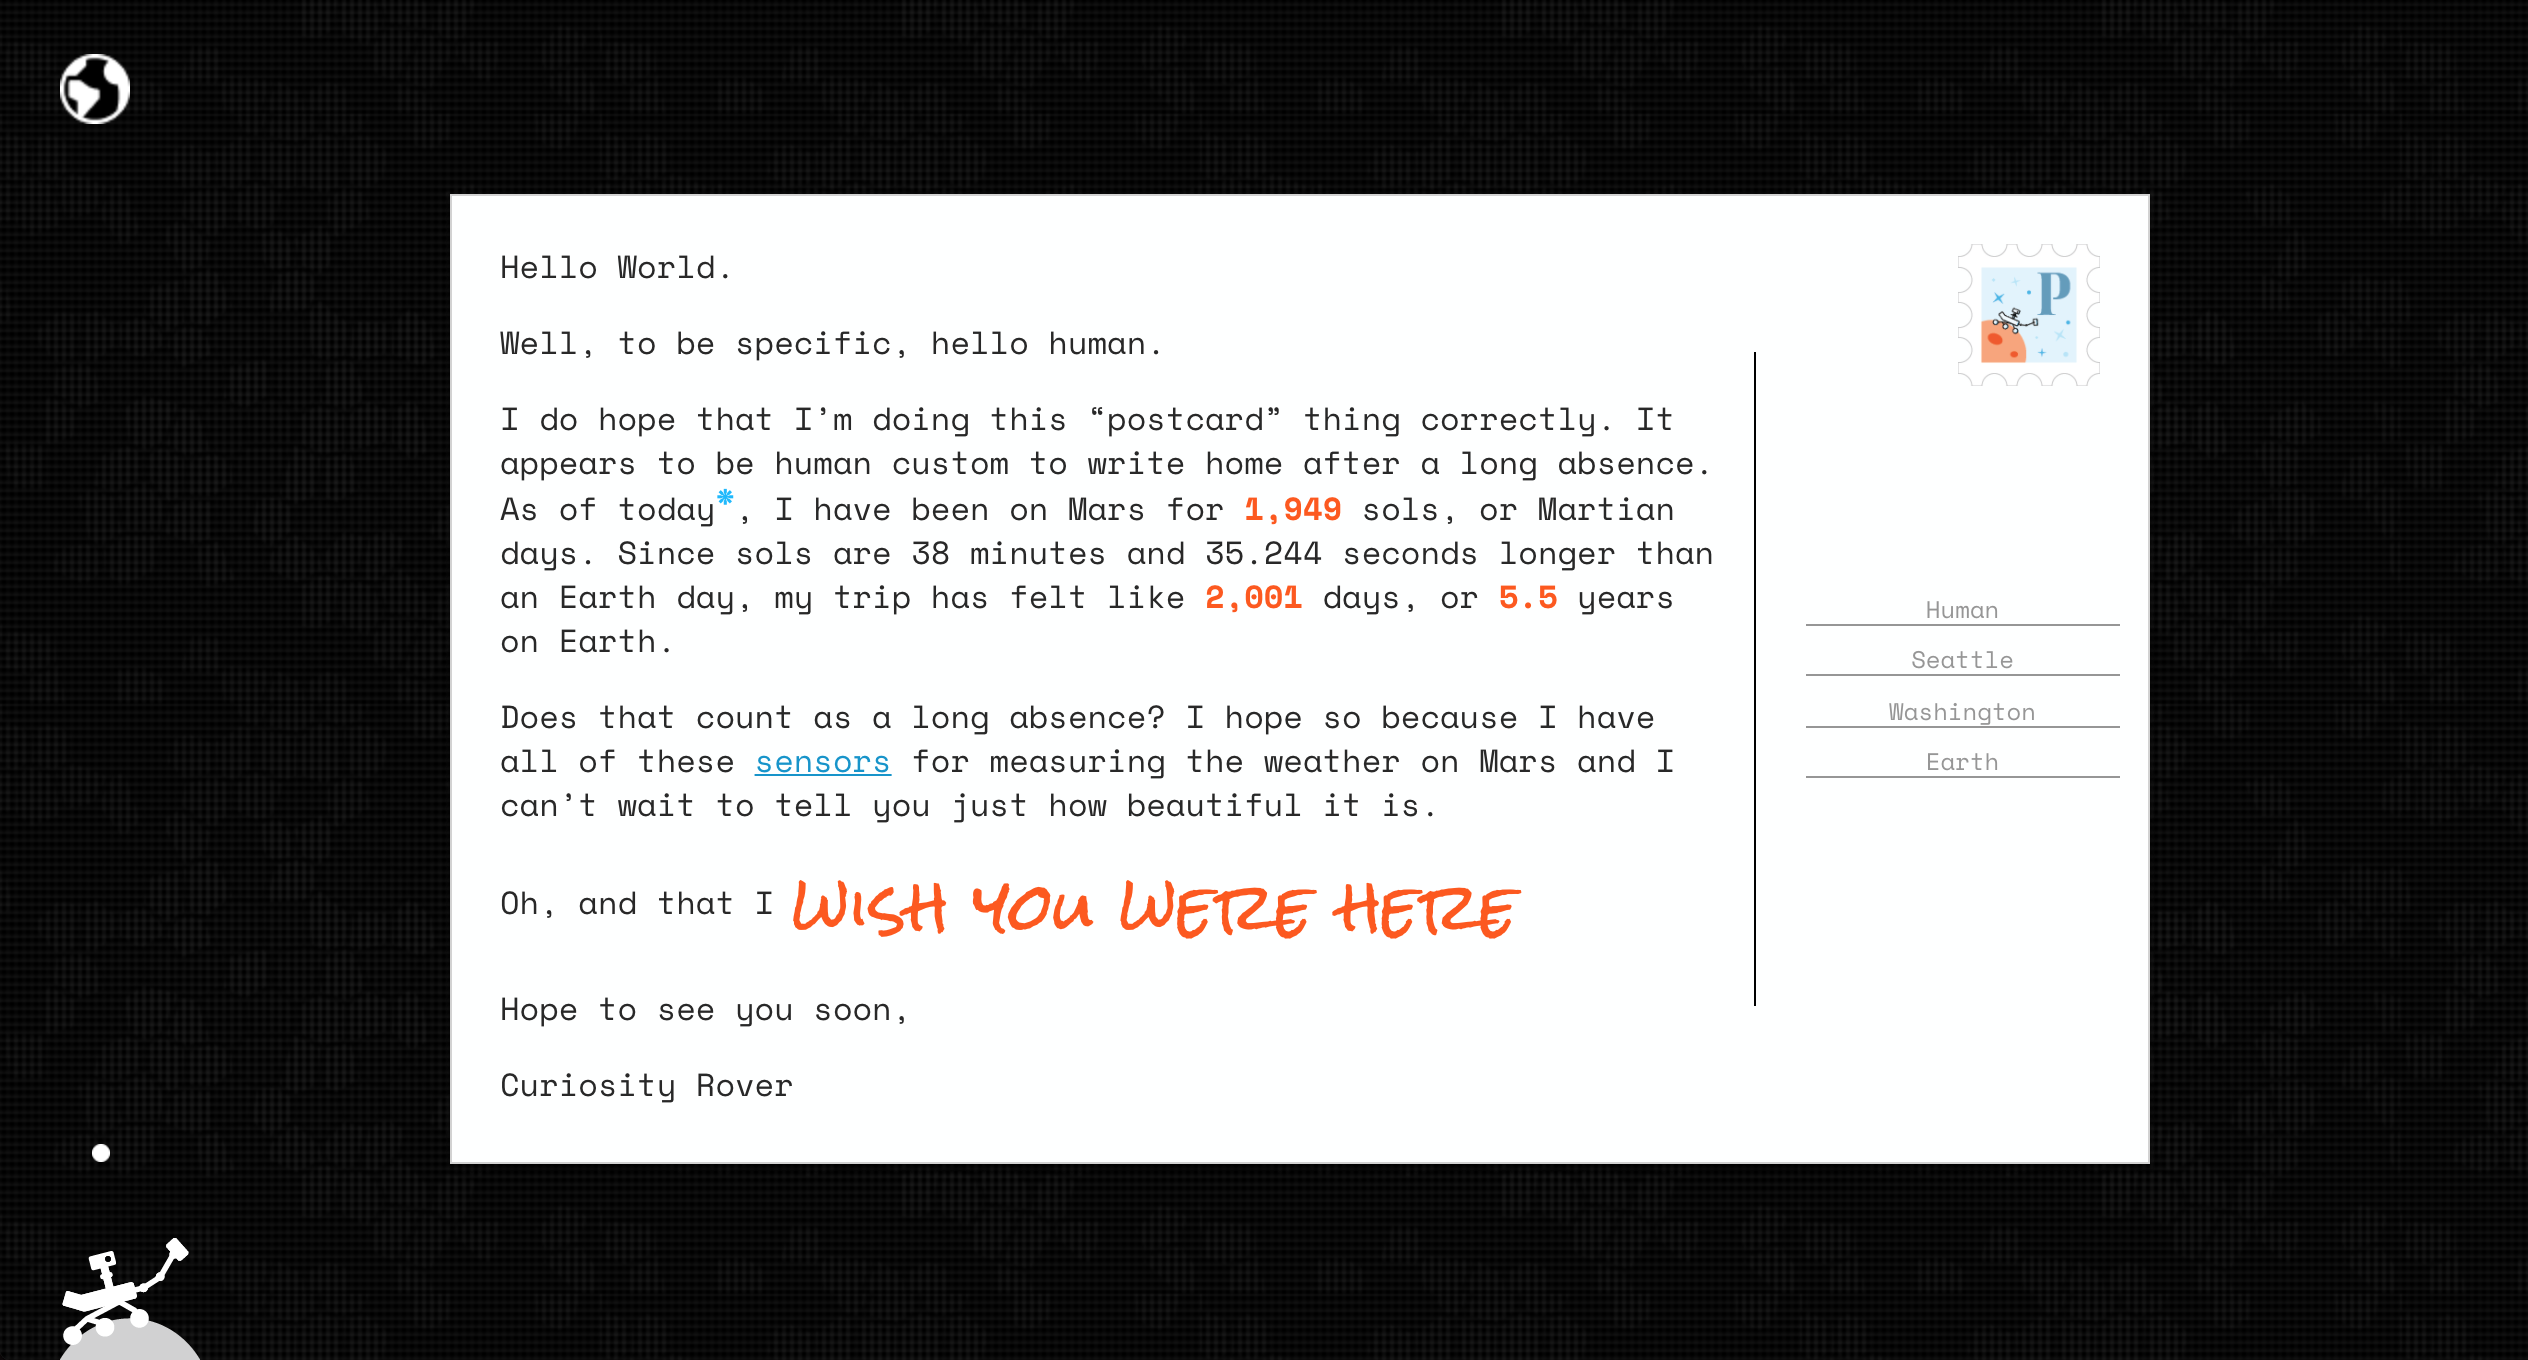 Hello World.
Well, to be specific, hello human.
I do hope that I’m doing this “postcard” thing correctly. It
appears to be human custom to write home after a long absence.
As of today*, I have been on Mars for 1,949 sols, or Martian
days. Since sols are 38 minutes and 35.244 seconds longer than
an Earth day, my trip has felt like 2,001 days, or 5.5 years
on Earth.
Does that count as a long absence? I hope so because I have
all of these sensors for measuring the weather on Mars and I
can’t wait to tell you just how beautiful it is.
Oh, and that I WISH YOU WERE HERE
Hope to see you soon,
Curiosity Rover
P
Human
Seattle
Washington
Earth